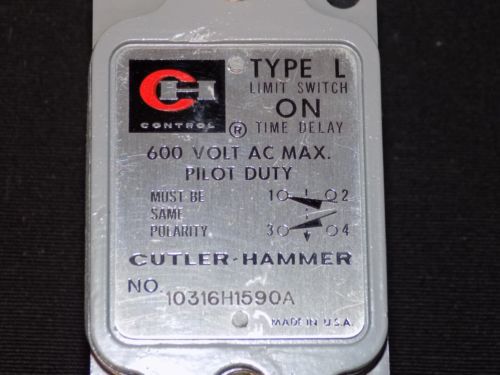 CH
CONTROL
®
TYPE L
LIMIT SWITCH
ON
TIME DELAY
600 VOLT AC MAX.
PILOT DUTY
MUST BE 1 2
SAME
POLARITY 3 4
CUTLER-HAMMER
NO. 10316H1590A
MADE IN U.S.A.